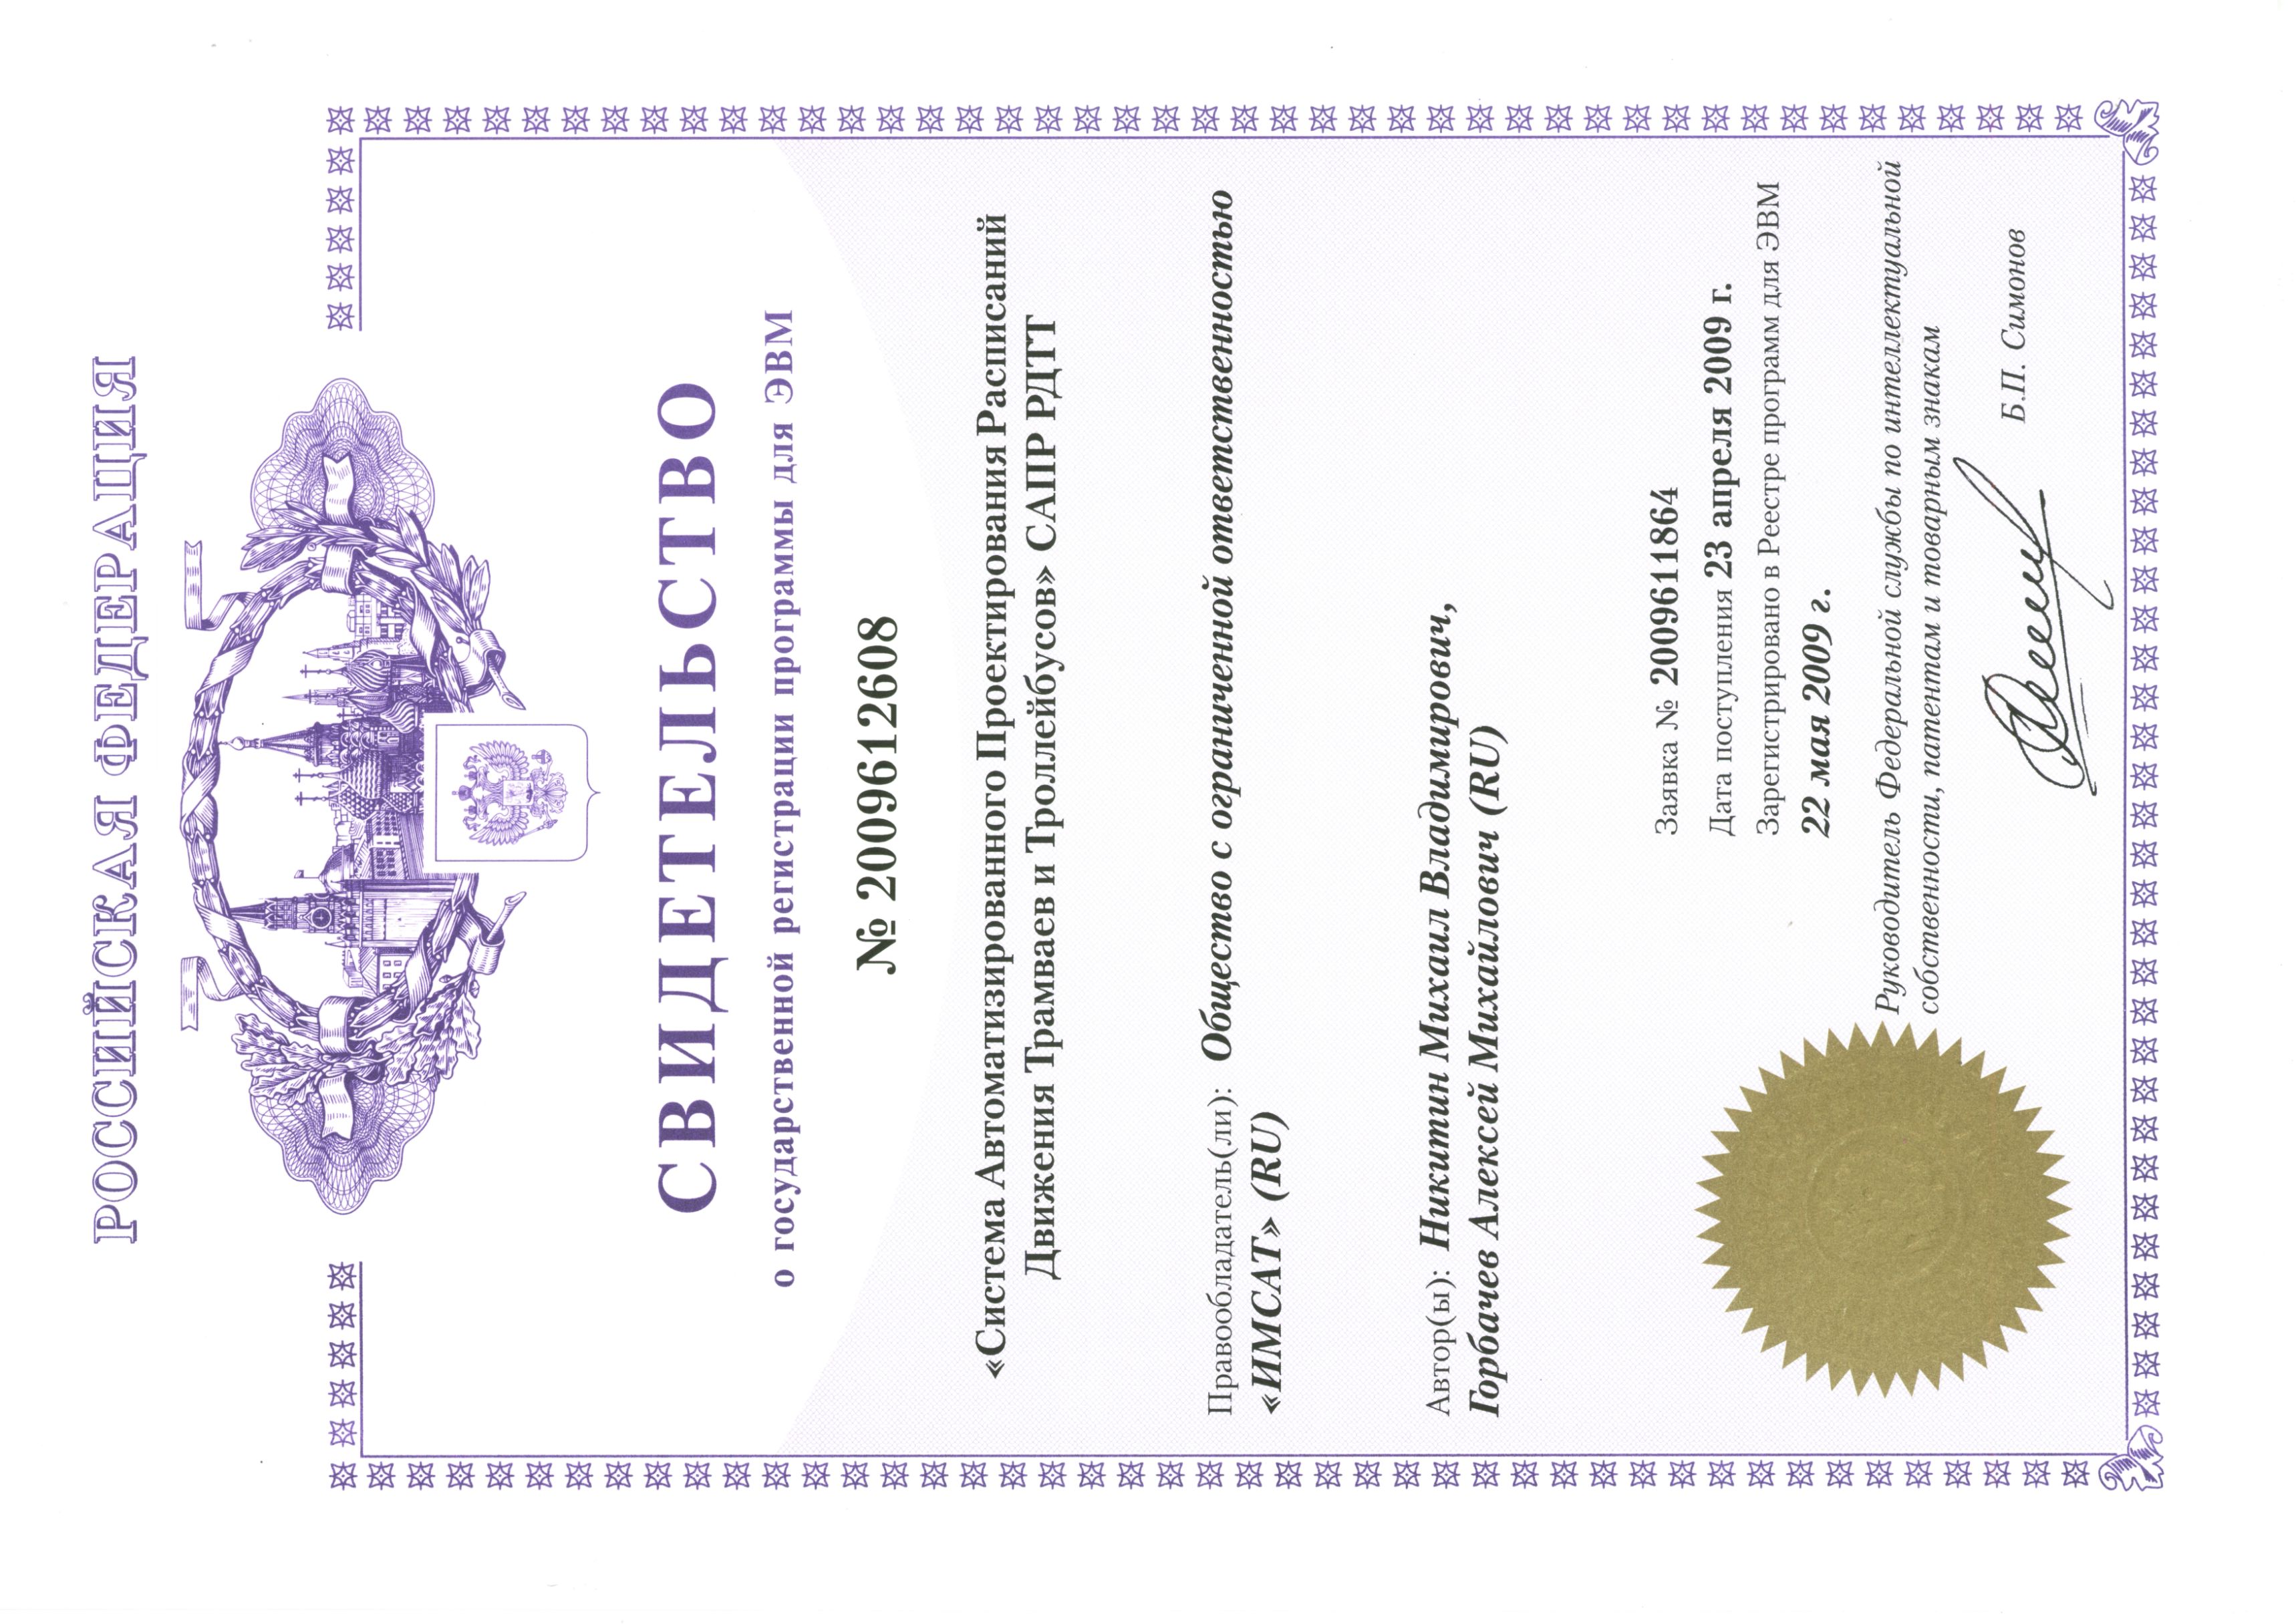 РОССИЙСКАЯ ФЕДЕРАЦИЯ
СВИДЕТЕЛЬСТВО
о государственной регистрации программы для ЭВМ
№ 2009612608
«Система Автоматизированного Проектирования Расписаний
Движения Трамваев и Троллейбусов» САПР РДТТ
Правообладатель(ли): Общество с ограниченной ответственностью
«ИМСАТ» (RU)
Автор(ы): Никитин Михаил Владимирович,
Горбачев Алексей Михайлович (RU)
Заявка № 2009611864
Дата поступления 23 апреля 2009 г.
Зарегистрировано в Реестре программ для ЭВМ
22 мая 2009 г.
Руководитель Федеральной службы по интеллектуальной
собственности, патентам и товарным знакам
Б.П. Симонов